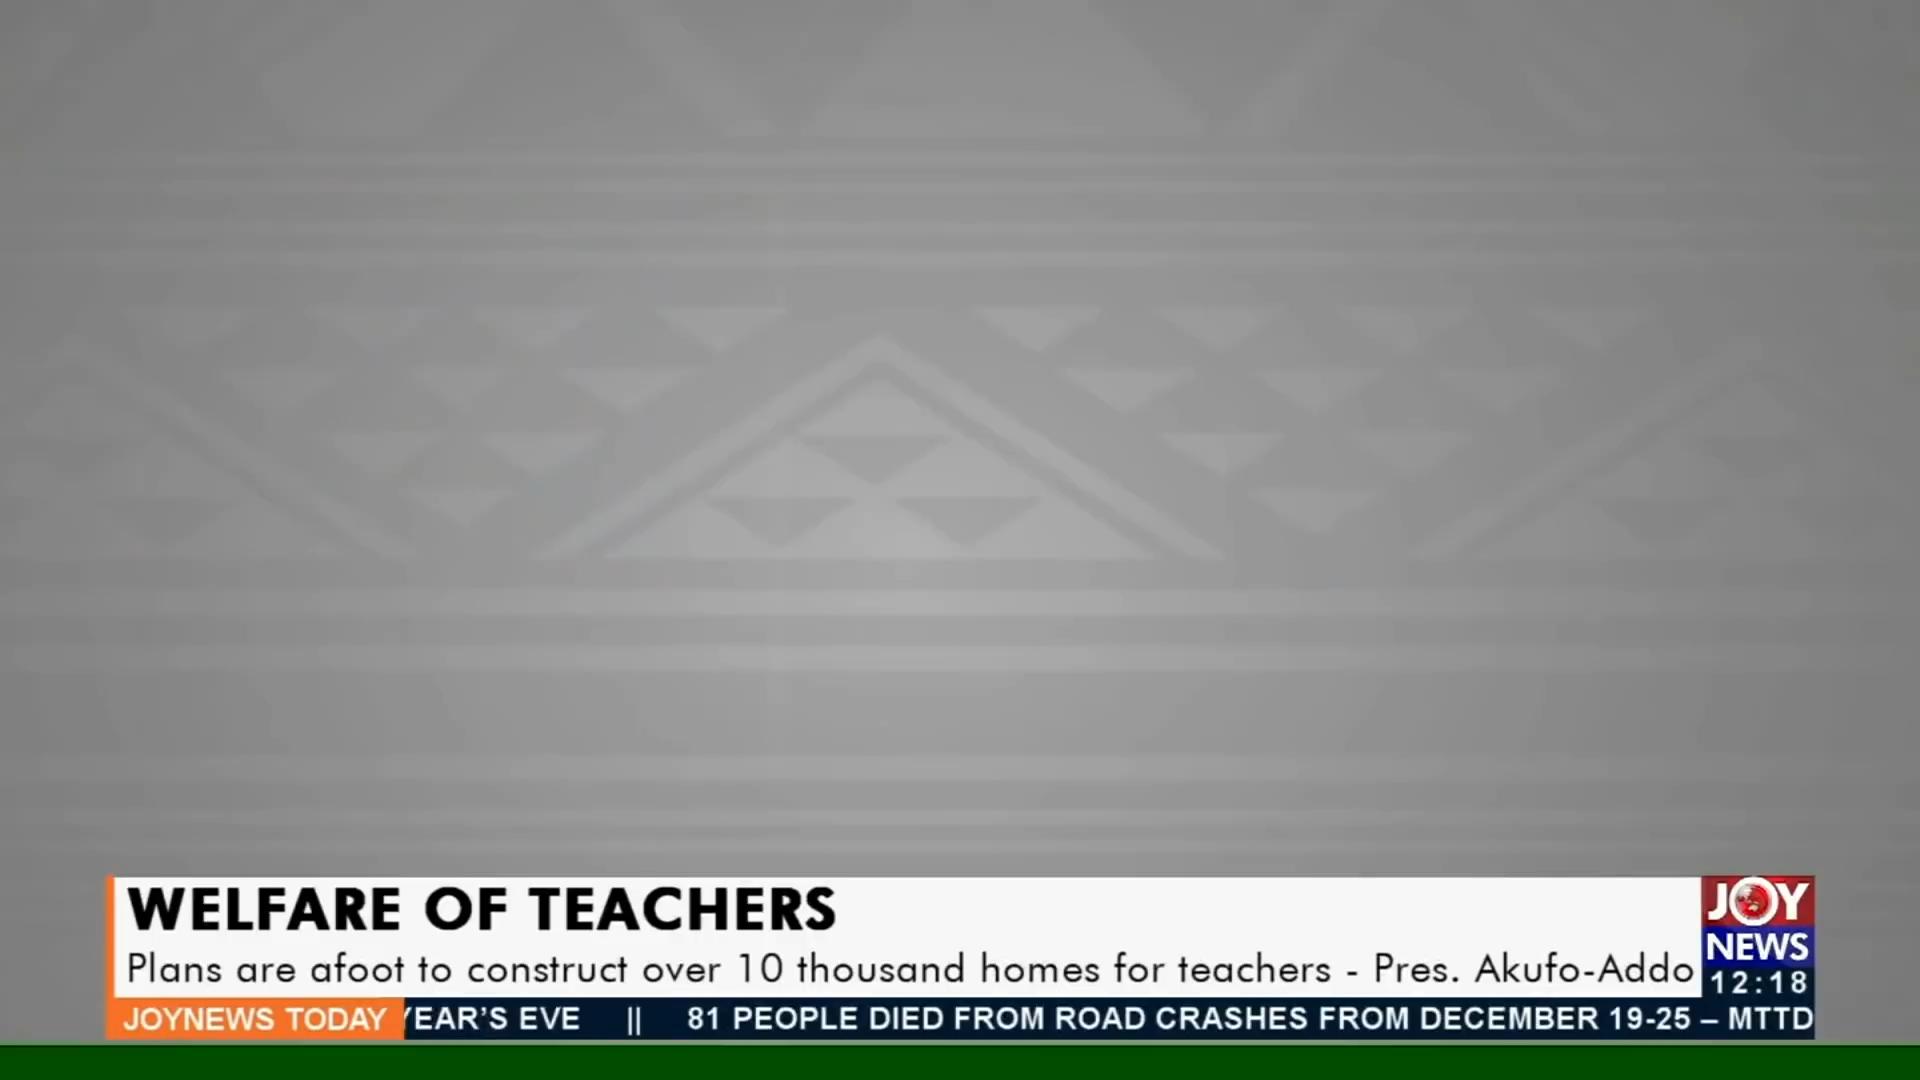 WELFARE OF TEACHERS
Plans are afoot to construct over 10 thousand homes for teachers - Pres. Akufo-Addo
JOY
NEWS
12:18
JOYNEWS TODAY
YEAR'S EVE || 81 PEOPLE DIED FROM ROAD CRASHES FROM DECEMBER 19-25 – MTTD